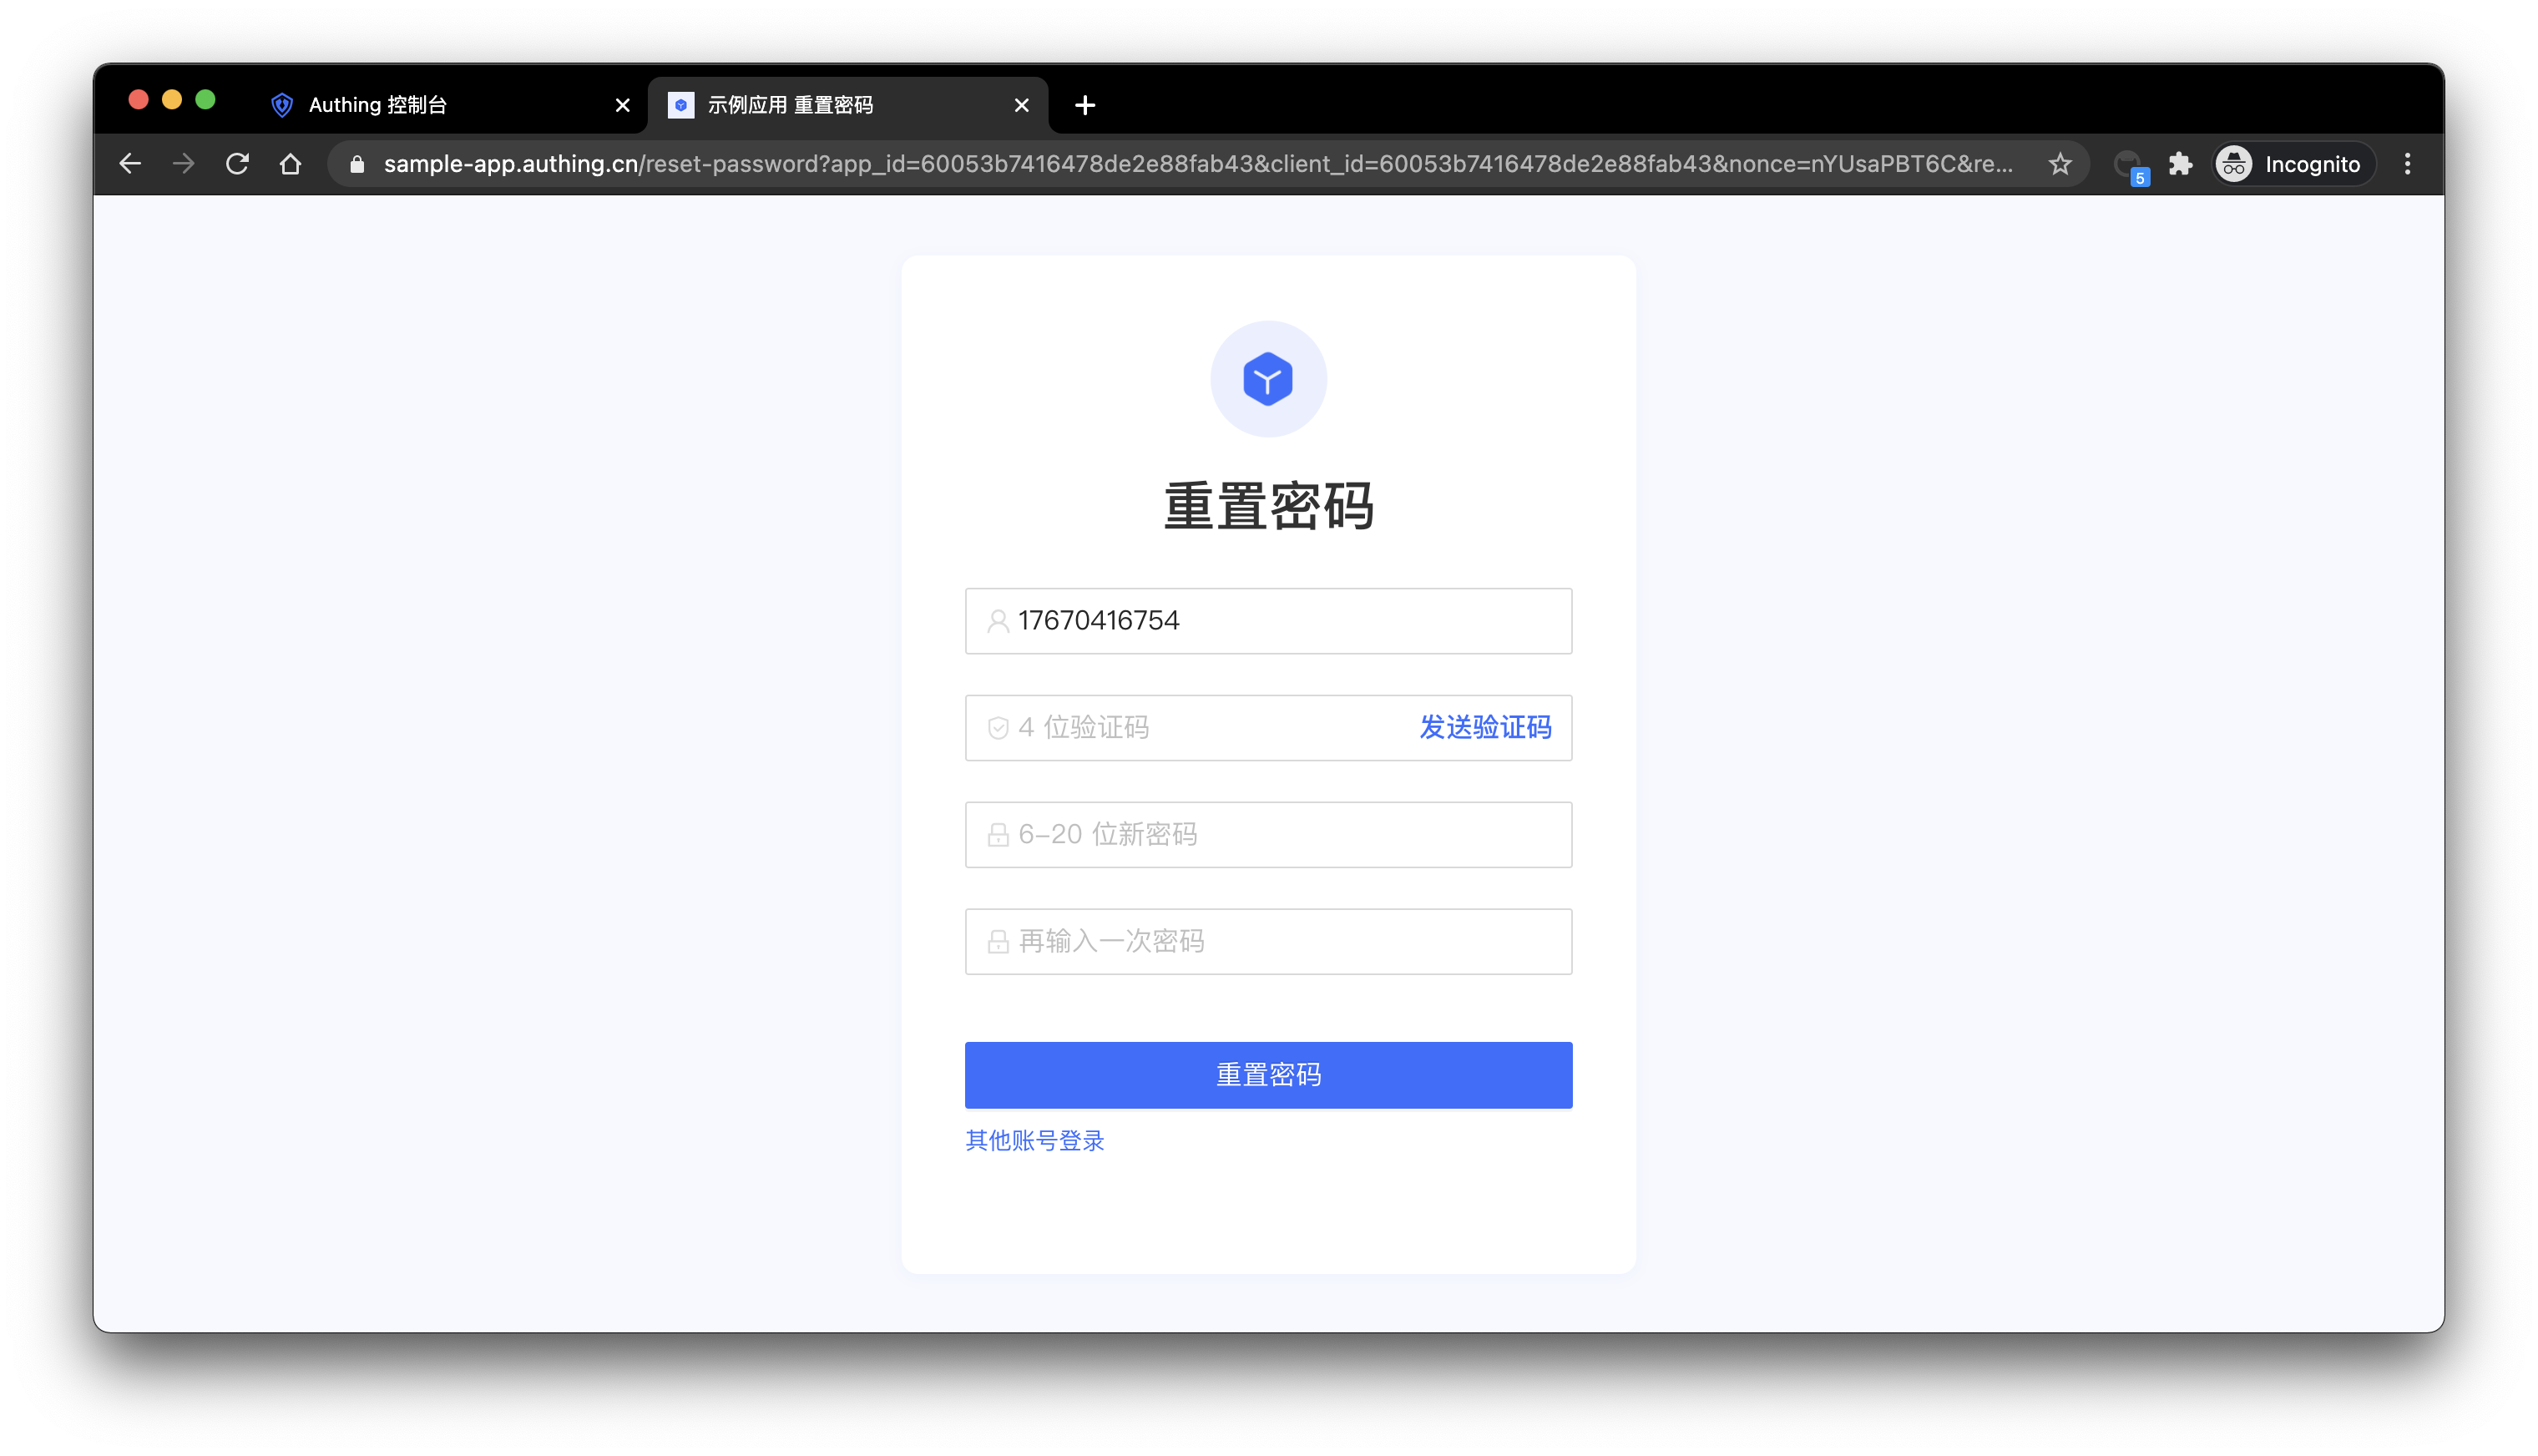 Authing 控制台
示例应用 重置密码
sample-app.authing.cn/reset-password?app_id=60053b7416478de2e88fab43&client_id=60053b7416478de2e88fab43&nonce=nYUsaPBT6C&re...
5
Incognito
重置密码
17670416754
4 位验证码
发送验证码
6-20 位新密码
再输入一次密码
重置密码
其他账号登录